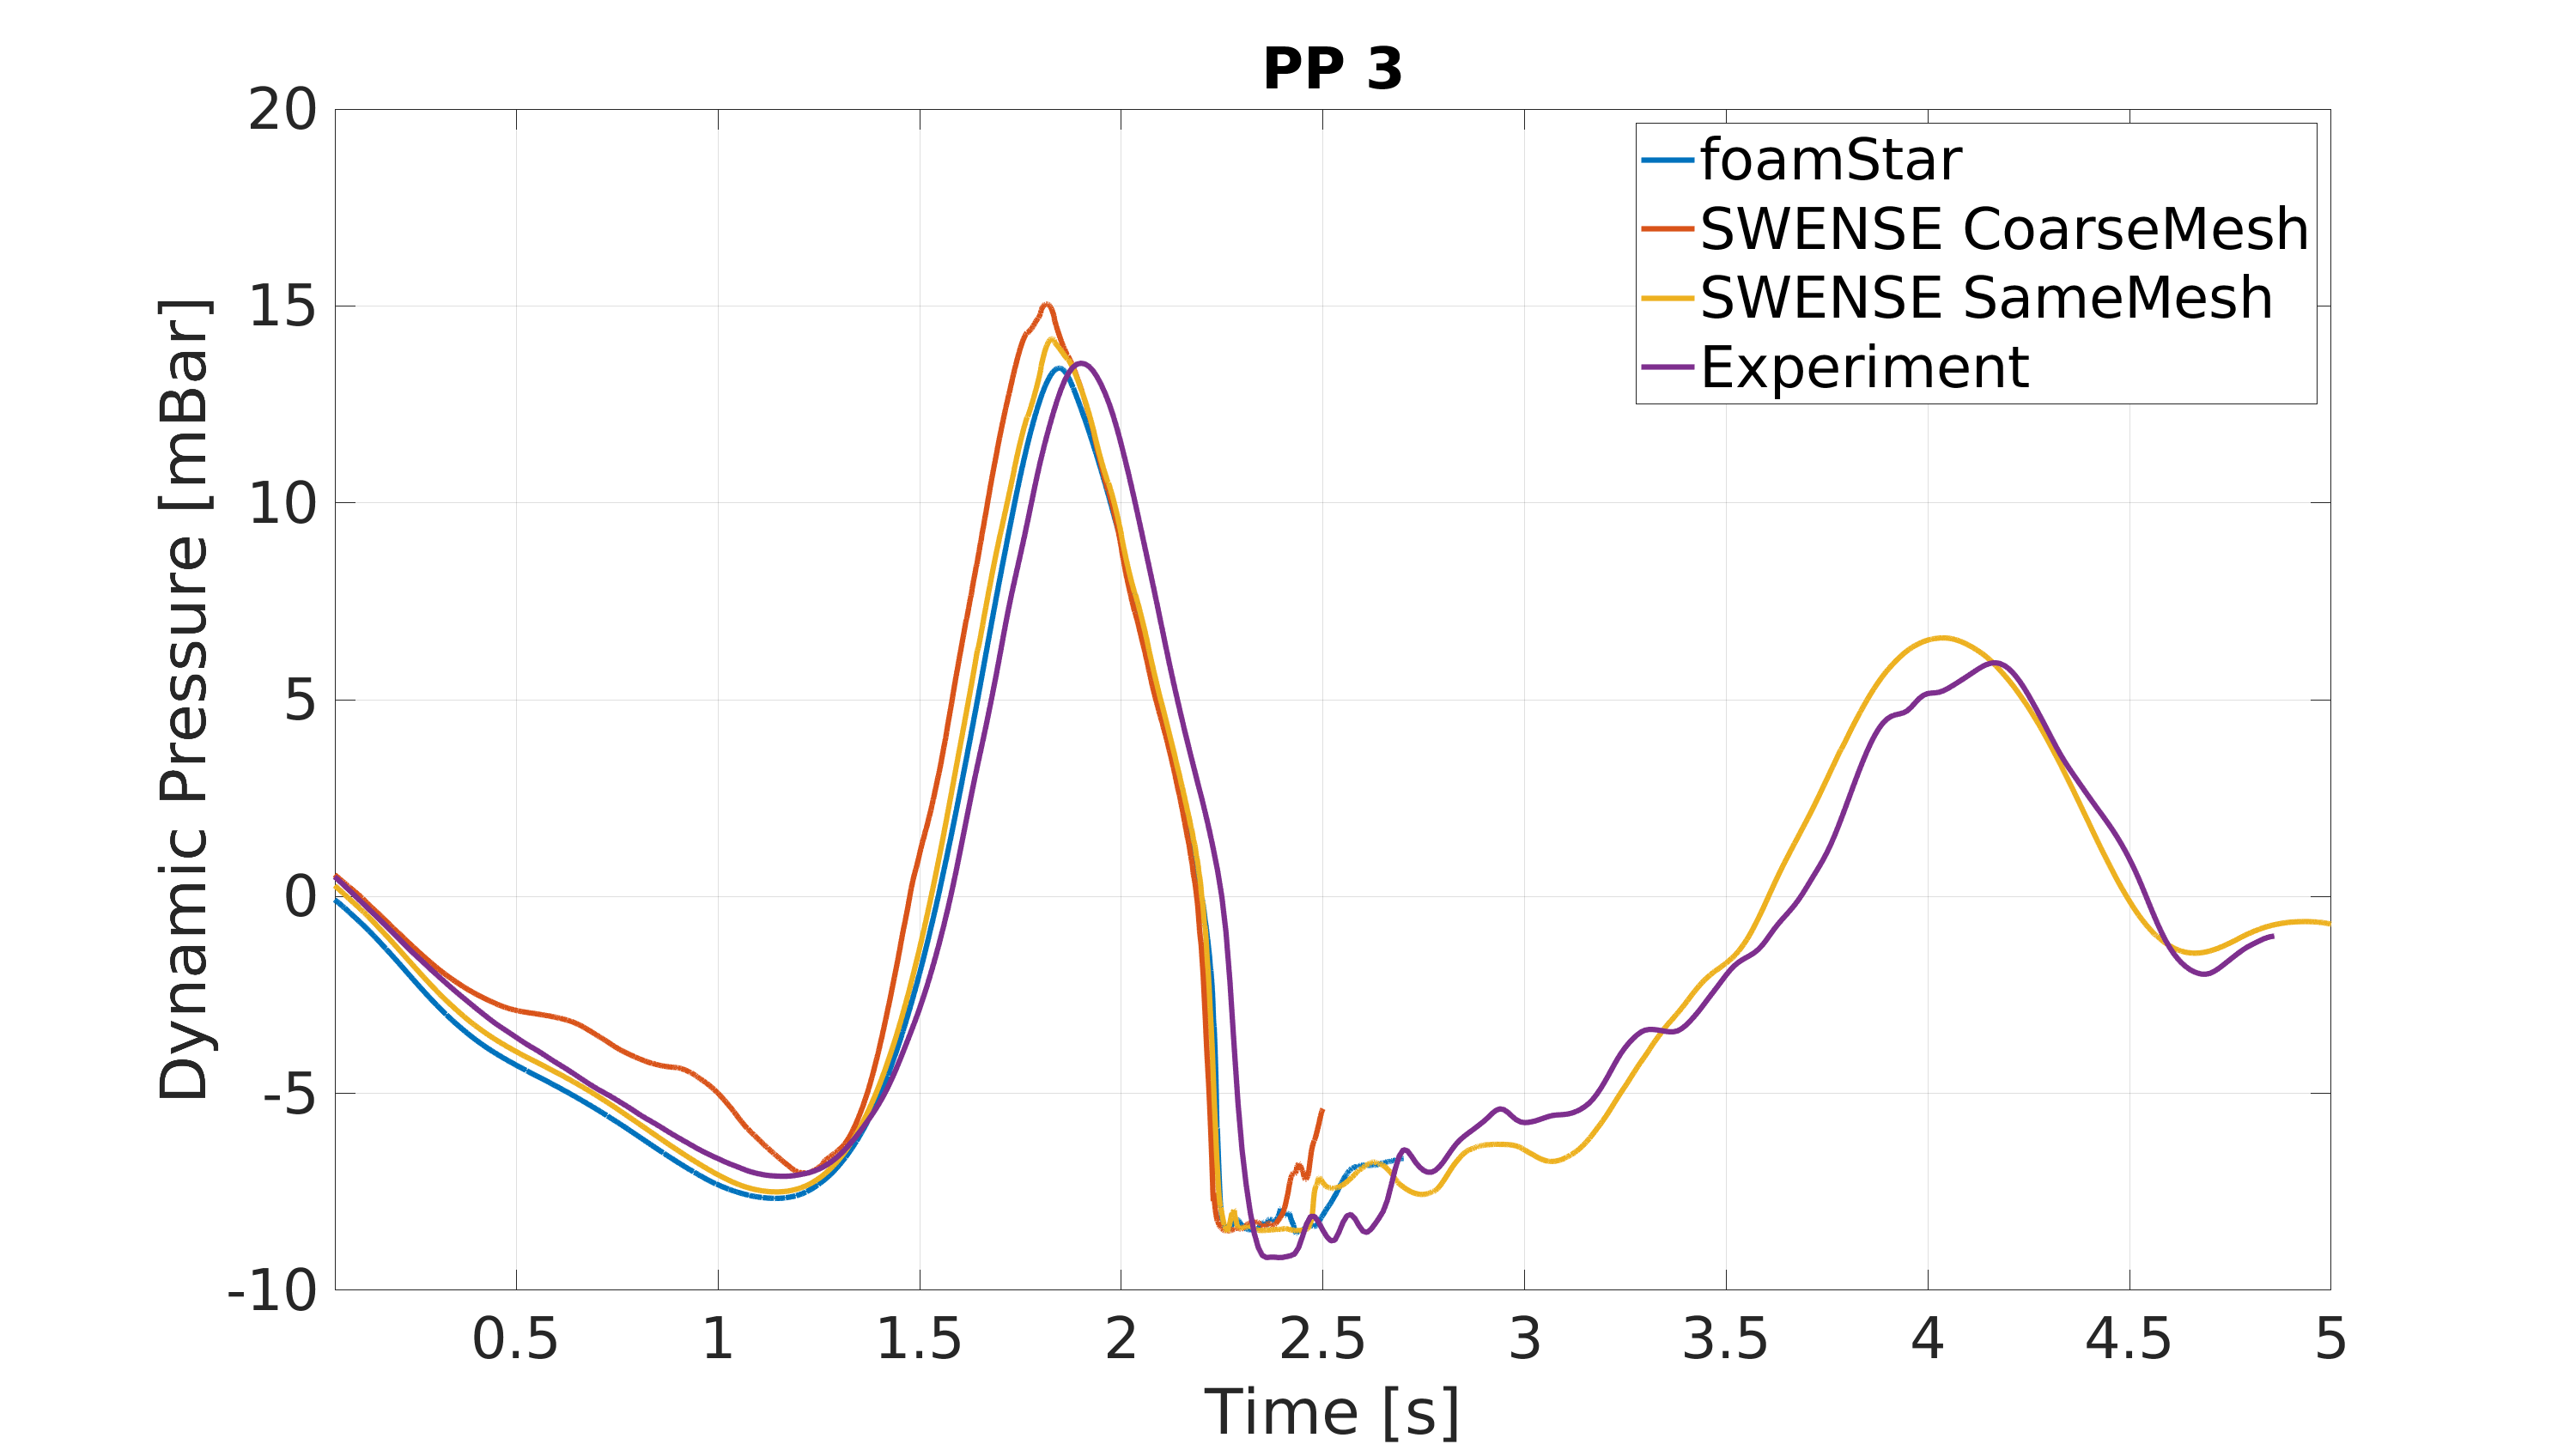 PP 3
20
15
10
5
0
-5
-10
Dynamic Pressure [mBar]
foamStar
SWENSE CoarseMesh
SWENSE SameMesh
Experiment
0.5 1 1.5 2 2.5 3 3.5 4 4.5 5
Time [s]